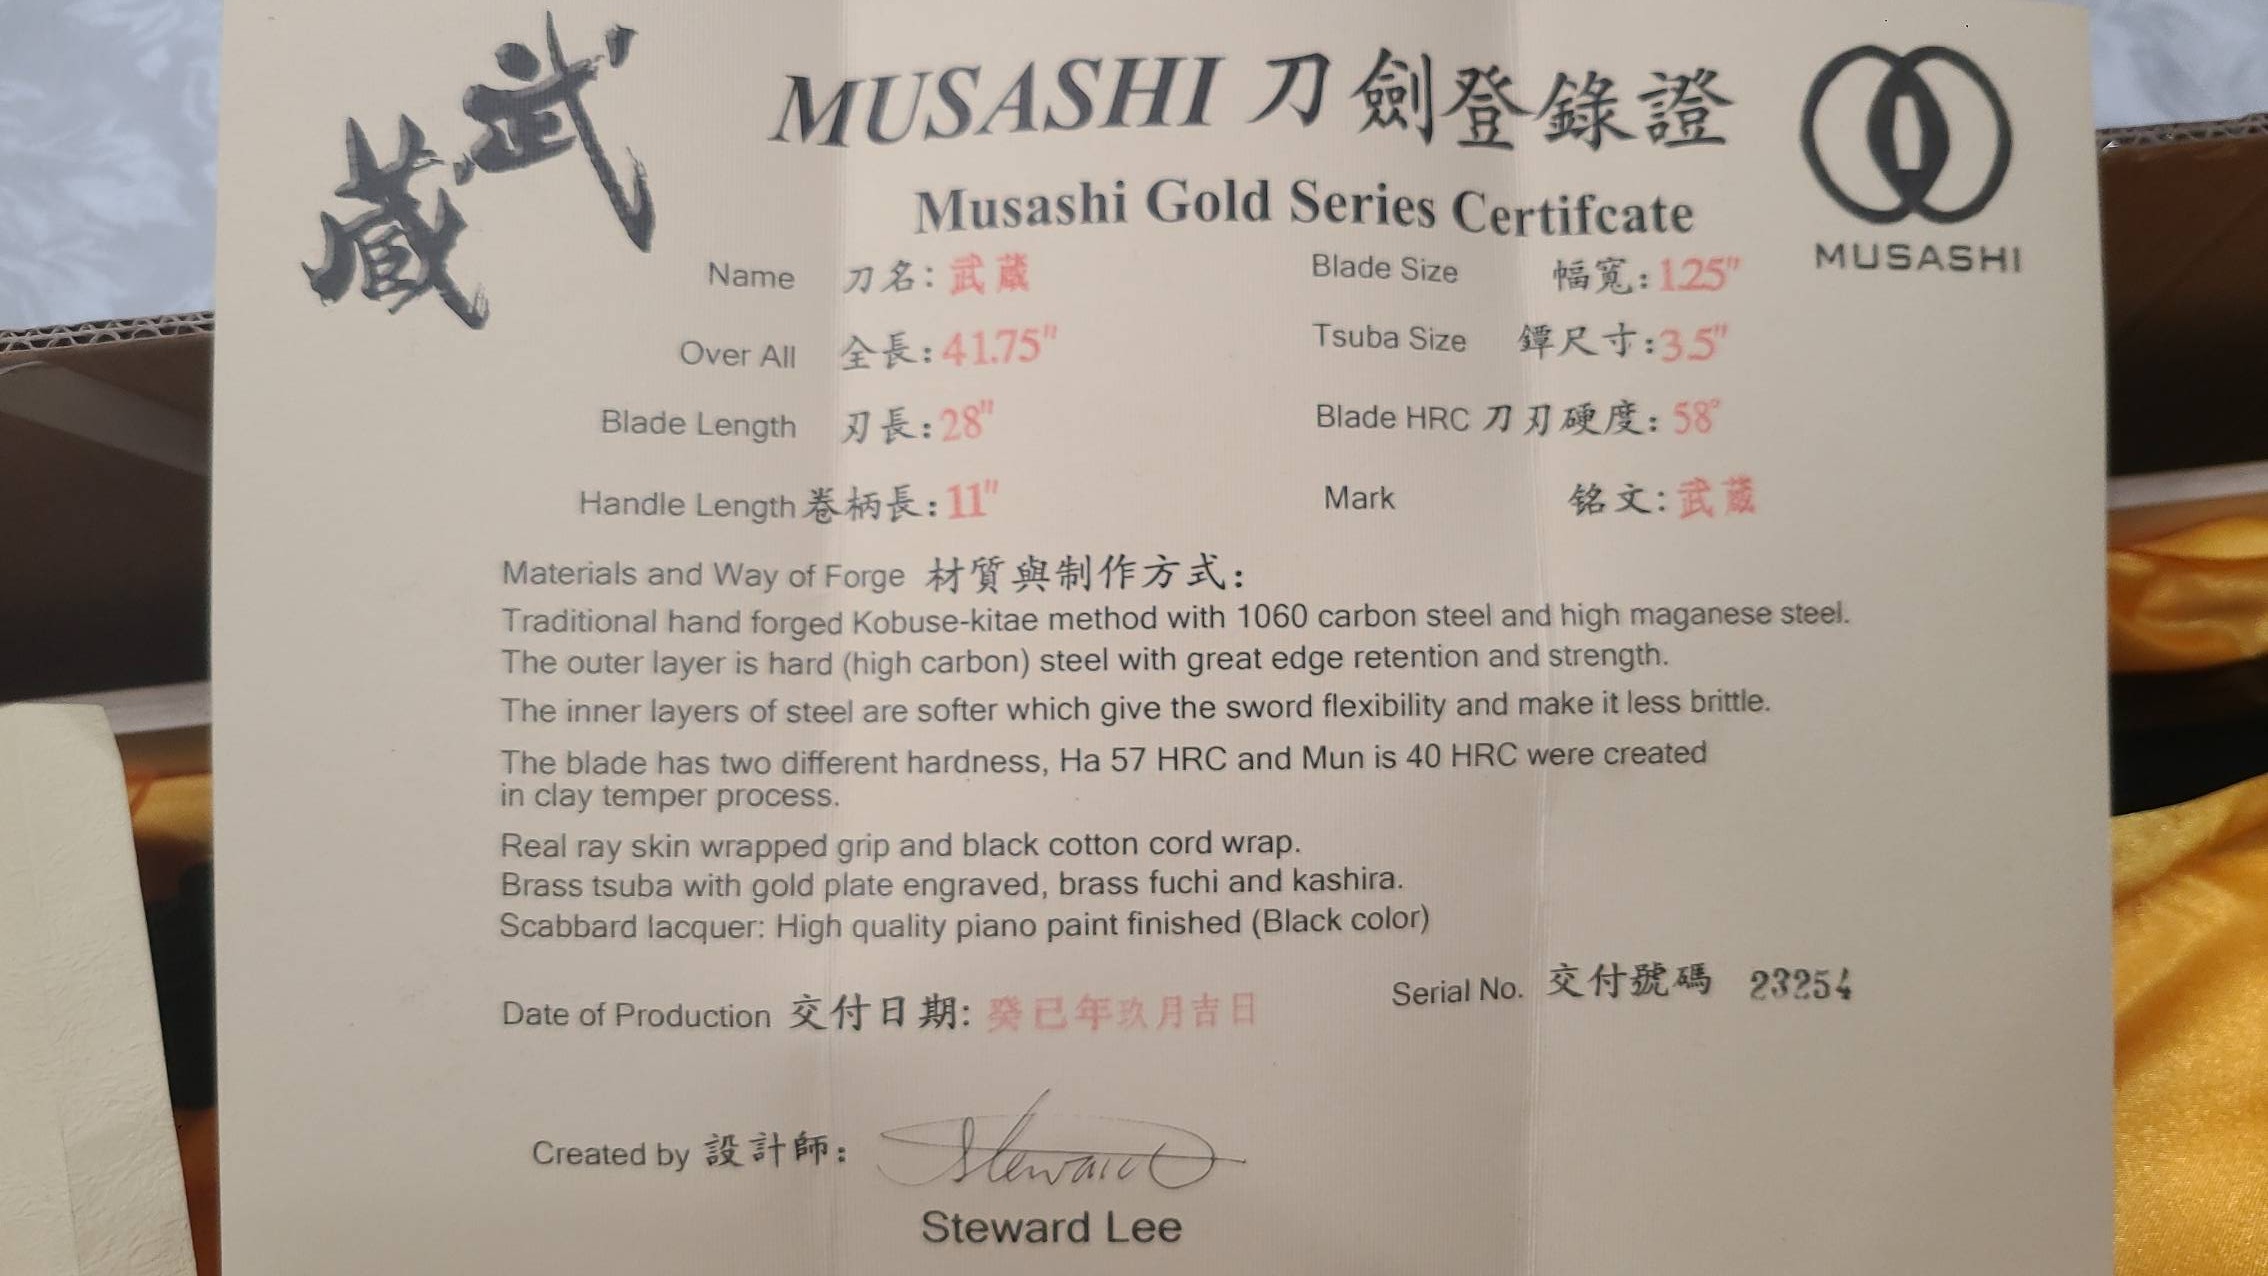 武蔵
MUSASHI 刀劍登錄證
MUSASHI
Musashi Gold Series Certifcate
Name 刀名: 武蔵
Blade Size 幅寬: 1.25"
Over All 全長: 41.75"
Tsuba Size 鐔尺寸: 3.5"
Blade Length 刃長: 28"
Blade HRC 刀刃硬度: 58°
Handle Length 卷柄長: 11"
Mark 铭文: 武蔵
Materials and Way of Forge 材質與制作方式:
Traditional hand forged Kobuse-kitae method with 1060 carbon steel and high maganese steel.
The outer layer is hard (high carbon) steel with great edge retention and strength.
The inner layers of steel are softer which give the sword flexibility and make it less brittle.
The blade has two different hardness, Ha 57 HRC and Mun is 40 HRC were created
in clay temper process.
Real ray skin wrapped grip and black cotton cord wrap.
Brass tsuba with gold plate engraved, brass fuchi and kashira.
Scabbard lacquer: High quality piano paint finished (Black color)
Date of Production 交付日期: 癸巳年玖月吉日
Serial No. 交付號碼 23254
Created by 設計師: Steward
Steward Lee